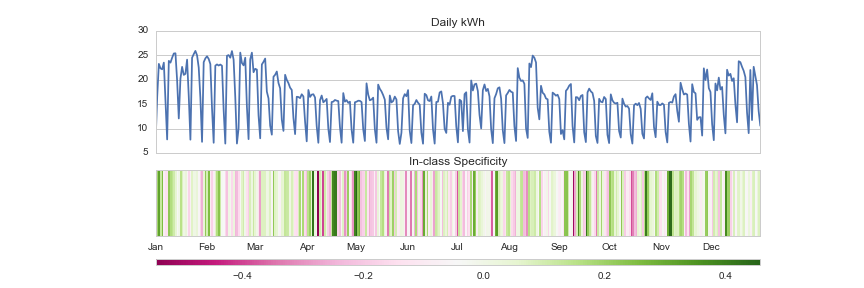 Daily kWh
30
25
20
15
10
5
In-class Specificity
Jan Feb Mar Apr May Jun Jul Aug Sep Oct Nov Dec
−0.4 −0.2 0.0 0.2 0.4